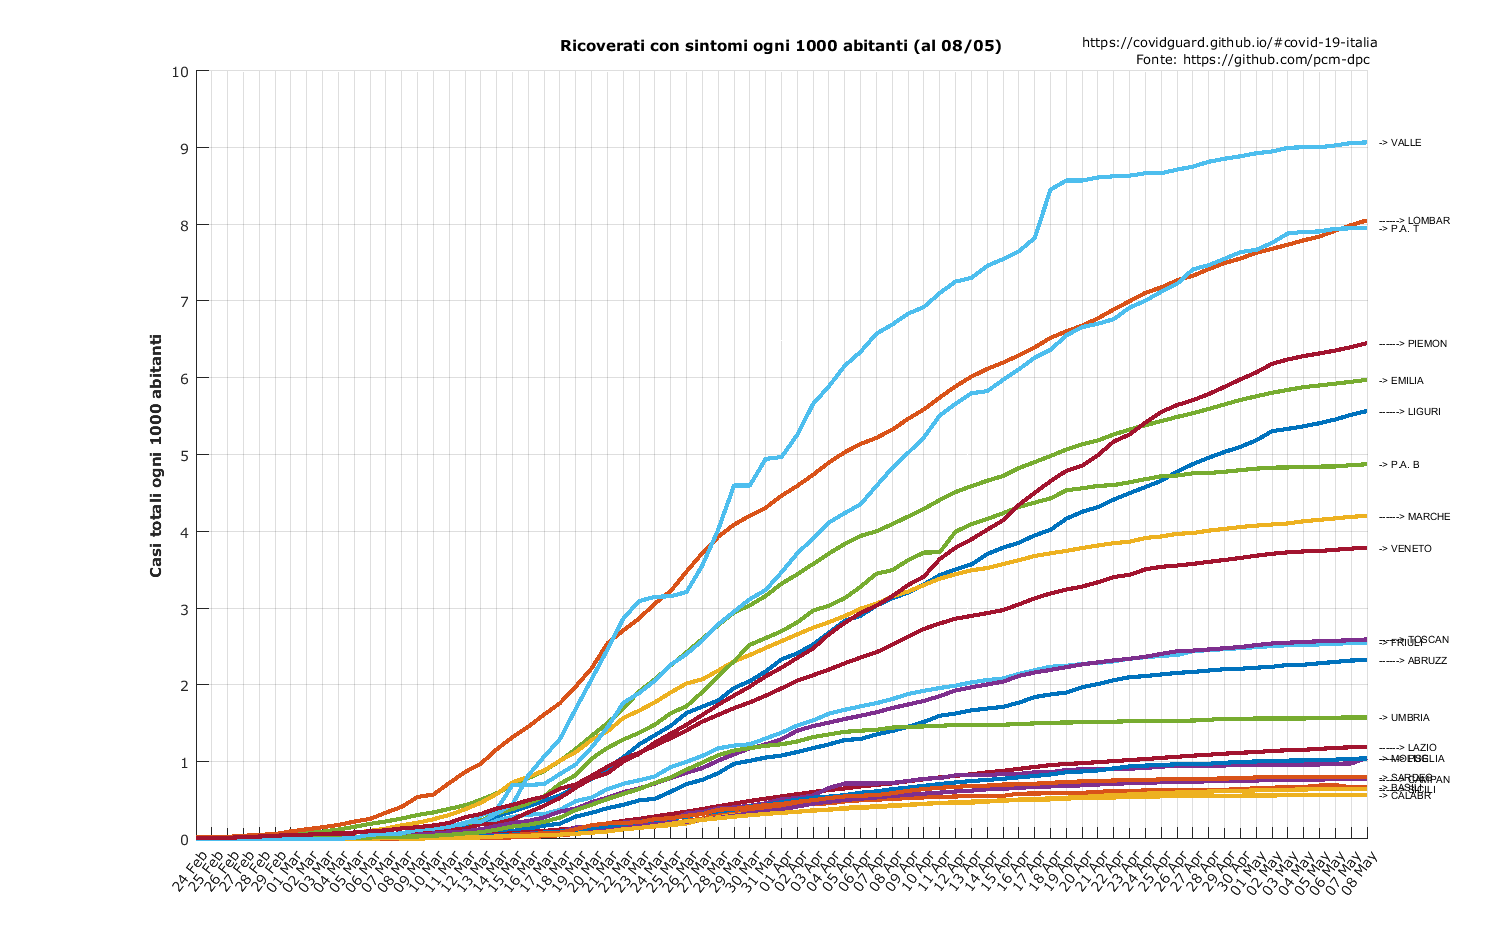 Ricoverati con sintomi ogni 1000 abitanti (al 08/05)
https://covidguard.github.io/#covid-19-italia
Fonte: https://github.com/pcm-dpc
Casi totali ogni 1000 abitanti
10
9
8
7
6
5
4
3
2
1
0
-> VALLE
------> LOMBAR
-> P.A. T
------> PIEMON
-> EMILIA
------> LIGURI
-> P.A. B
------> MARCHE
-> VENETO
------> TOSCAN
-> FRIULI
------> ABRUZZ
-> UMBRIA
------> LAZIO
-> CALABR
24 Feb
25 Feb
26 Feb
27 Feb
28 Feb
29 Feb
01 Mar
02 Mar
03 Mar
04 Mar
05 Mar
06 Mar
07 Mar
08 Mar
09 Mar
10 Mar
11 Mar
12 Mar
13 Mar
14 Mar
15 Mar
16 Mar
17 Mar
18 Mar
19 Mar
20 Mar
21 Mar
22 Mar
23 Mar
24 Mar
25 Mar
26 Mar
27 Mar
28 Mar
29 Mar
30 Mar
31 Mar
01 Apr
02 Apr
03 Apr
04 Apr
05 Apr
06 Apr
07 Apr
08 Apr
09 Apr
10 Apr
11 Apr
12 Apr
13 Apr
14 Apr
15 Apr
16 Apr
17 Apr
18 Apr
19 Apr
20 Apr
21 Apr
22 Apr
23 Apr
24 Apr
25 Apr
26 Apr
27 Apr
28 Apr
29 Apr
30 Apr
01 May
02 May
03 May
04 May
05 May
06 May
07 May
08 May